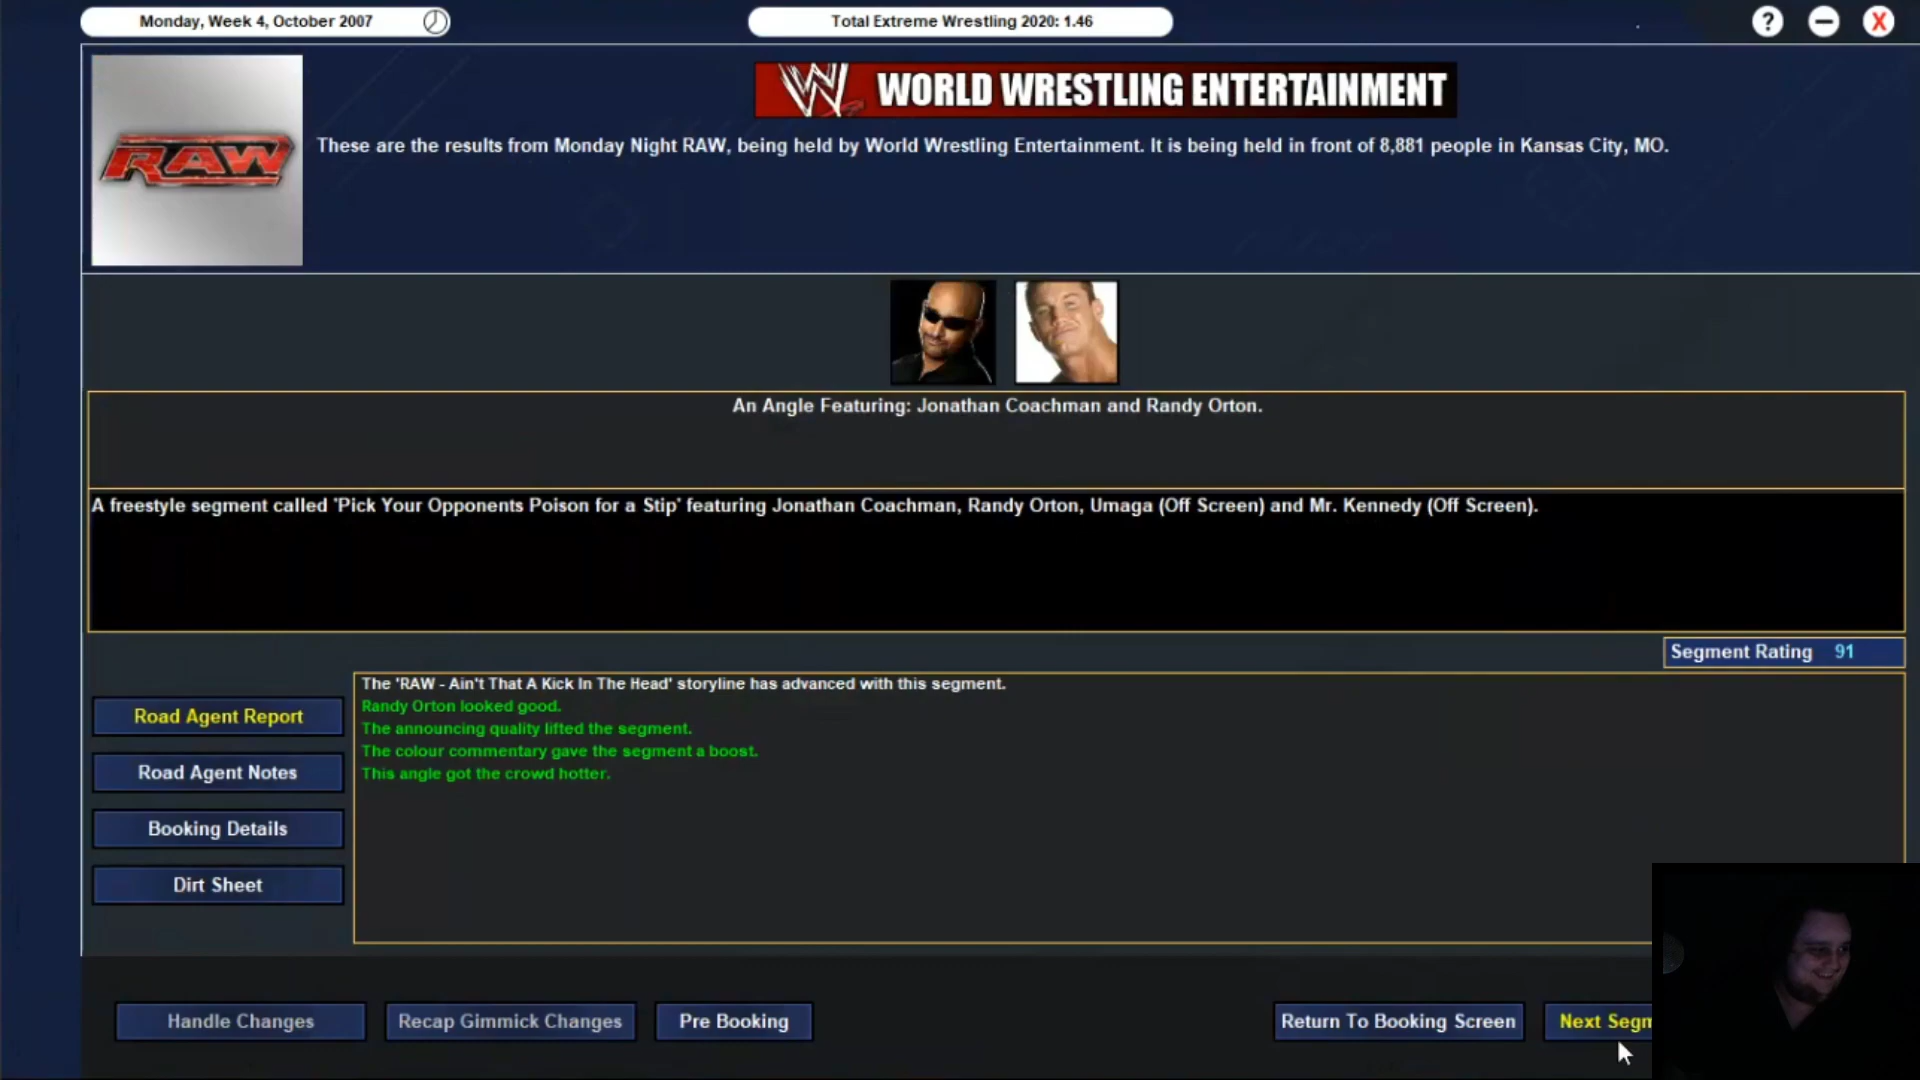 Monday, Week 4, October 2007
Total Extreme Wrestling 2020: 1.46
?
X
RAW
W WORLD WRESTLING ENTERTAINMENT
These are the results from Monday Night RAW, being held by World Wrestling Entertainment. It is being held in front of 8,881 people in Kansas City, MO.
An Angle Featuring: Jonathan Coachman and Randy Orton.
A freestyle segment called 'Pick Your Opponents Poison for a Stip' featuring Jonathan Coachman, Randy Orton, Umaga (Off Screen) and Mr. Kennedy (Off Screen).
Segment Rating 91
Road Agent Report
Road Agent Notes
Booking Details
Dirt Sheet
The 'RAW - Ain't That A Kick In The Head' storyline has advanced with this segment.
Randy Orton looked good.
The announcing quality lifted the segment.
The colour commentary gave the segment a boost.
This angle got the crowd hotter.
Handle Changes
Recap Gimmick Changes
Pre Booking
Return To Booking Screen
Next Segm